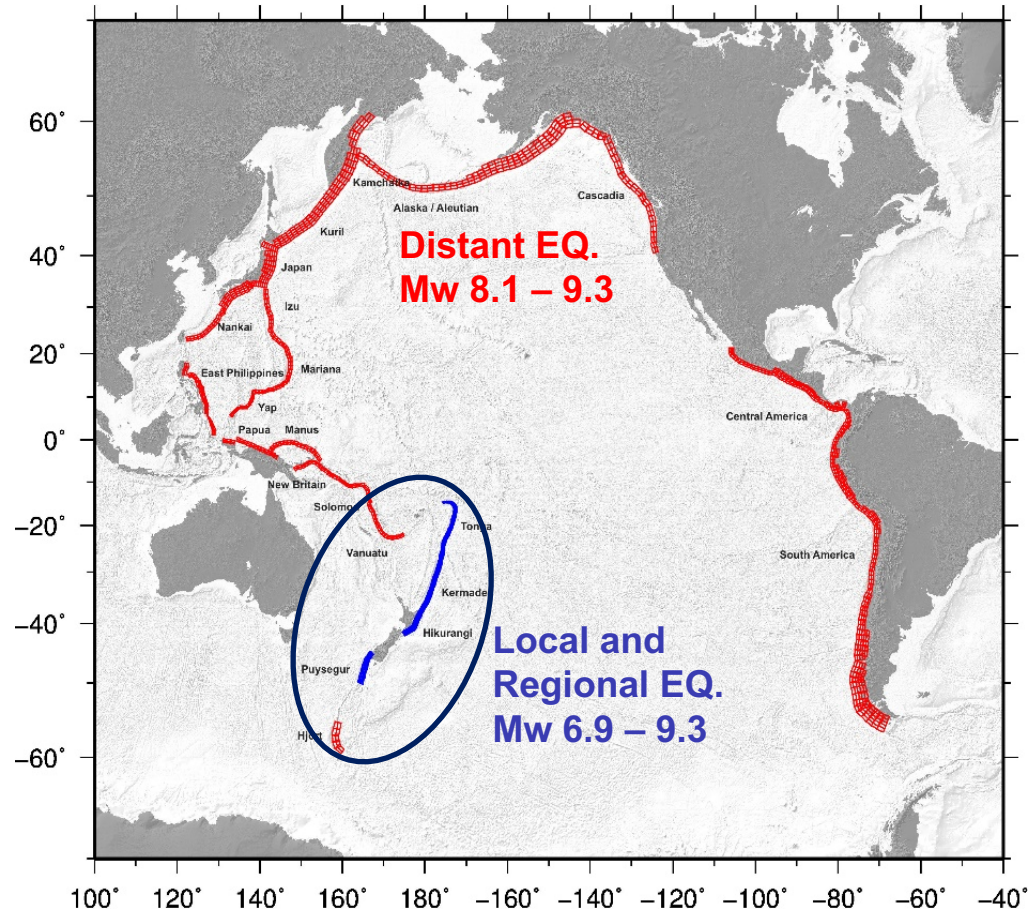 60°
40°
20°
0°
−20°
−40°
−60°
Kamchatka
Alaska / Aleutian
Cascadia
Kuril
Distant EQ.
Mw 8.1 – 9.3
Japan
Izu
Nankai
East Philippines
Mariana
Yap
Papua
Manus
Central America
New Britain
Solomon
Tonga
Vanuatu
South America
Kermadec
Hikurangi
Local and
Regional EQ.
Mw 6.9 – 9.3
Puysegur
Hjort
100° 120° 140° 160° 180° −160° −140° −120° −100° −80° −60° −40°